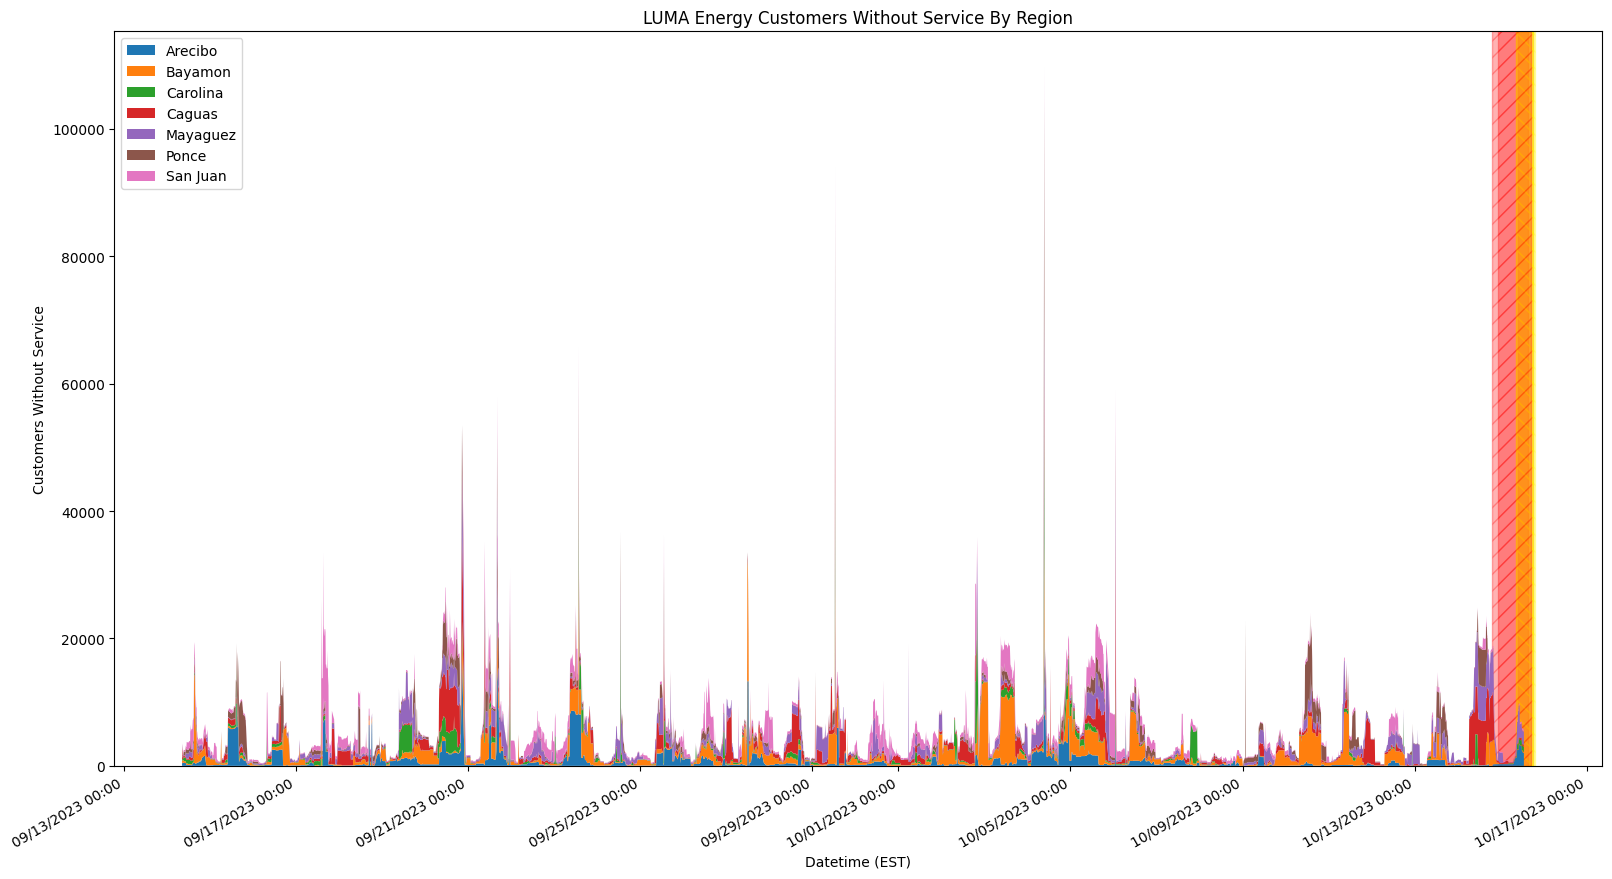 LUMA Energy Customers Without Service By Region
Arecibo
Bayamon
Carolina
Caguas
Mayaguez
Ponce
San Juan
Customers Without Service
100000
80000
60000
40000
20000
0
09/13/2023 00:00
09/17/2023 00:00
09/21/2023 00:00
09/25/2023 00:00
09/29/2023 00:00
10/01/2023 00:00
10/05/2023 00:00
10/09/2023 00:00
10/13/2023 00:00
10/17/2023 00:00
Datetime (EST)